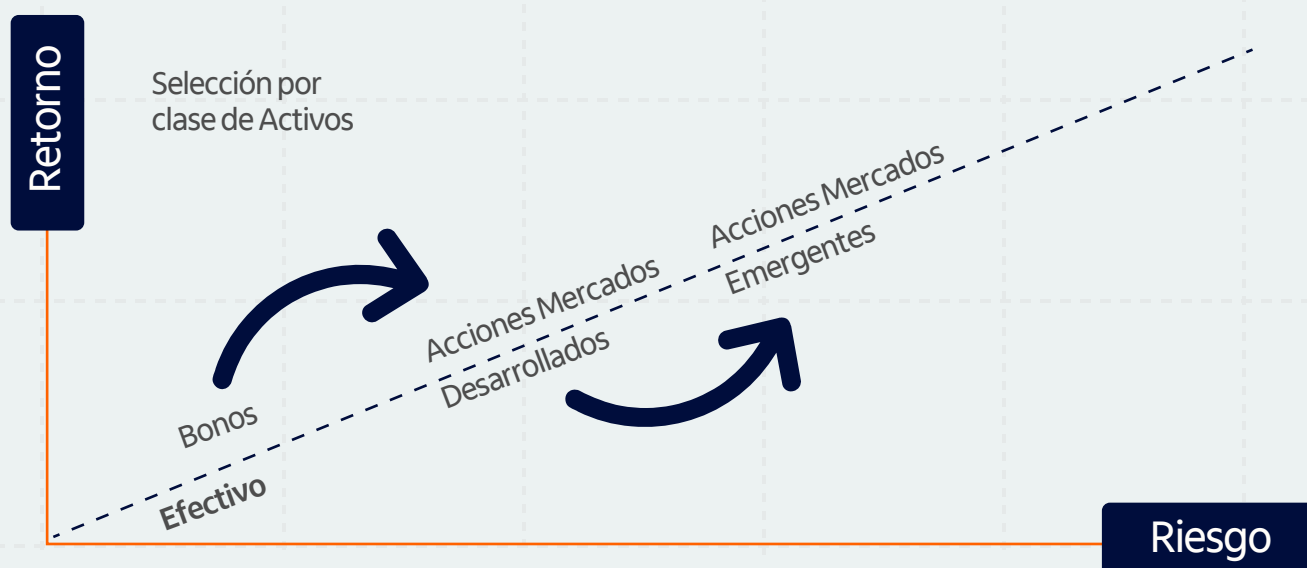 Retorno
Selección por
clase de Activos
Acciones Mercados
Emergentes
Acciones Mercados
Desarrollados
Bonos
Efectivo
Riesgo